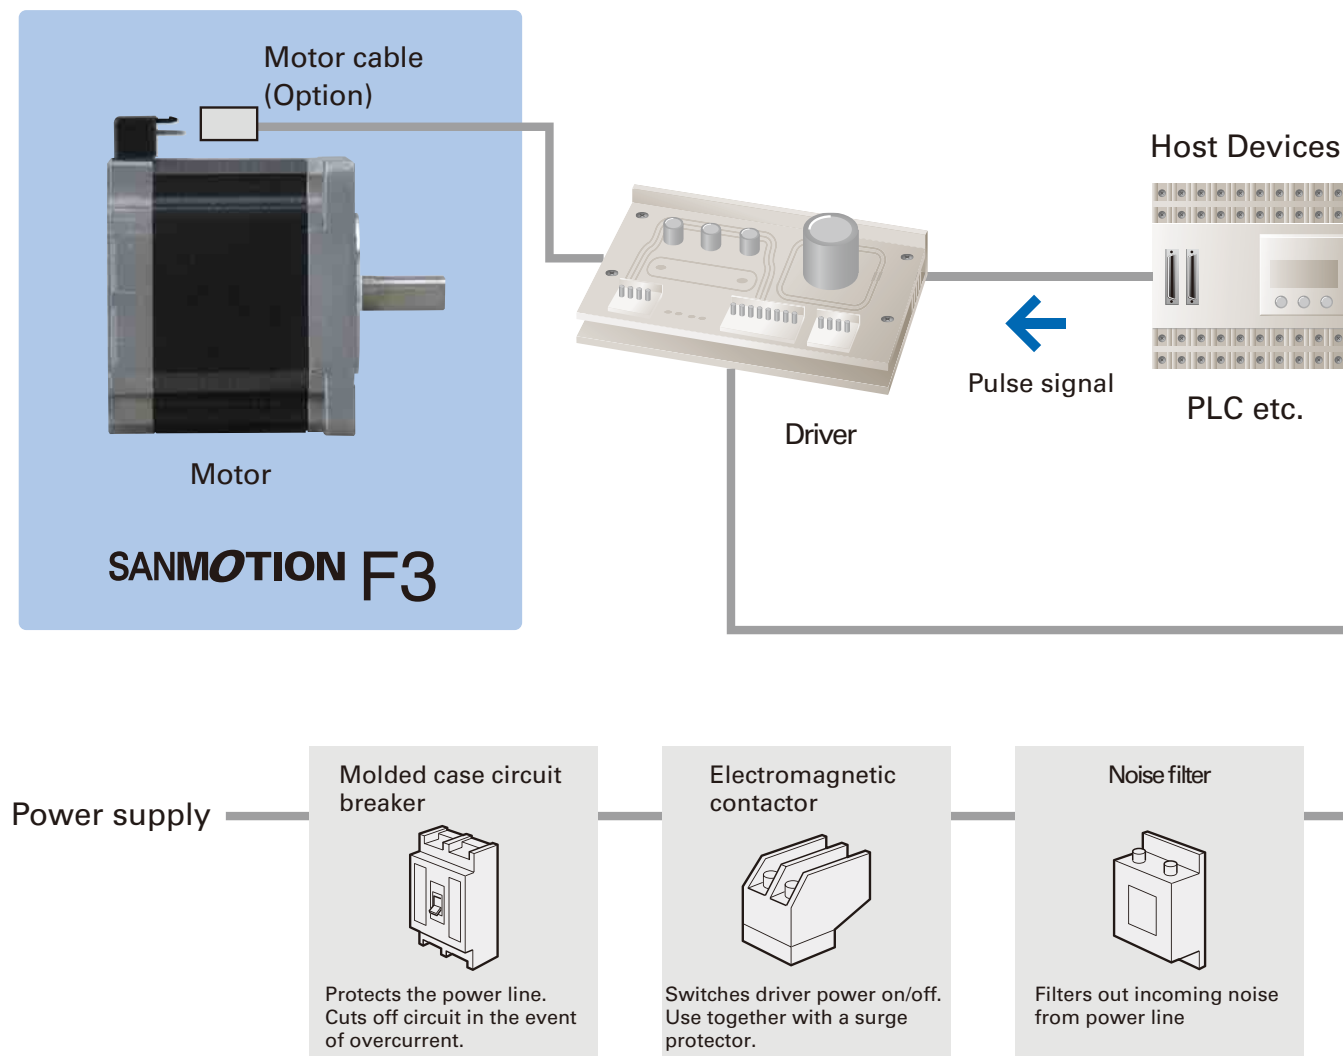 Motor cable
(Option)
Motor
SANMOTION F3
Driver
Pulse signal
Host Devices
PLC etc.
Power supply
Molded case circuit
breaker
Protects the power line.
Cuts off circuit in the event
of overcurrent.
Electromagnetic
contactor
Switches driver power on/off.
Use together with a surge
protector.
Noise filter
Filters out incoming noise
from power line